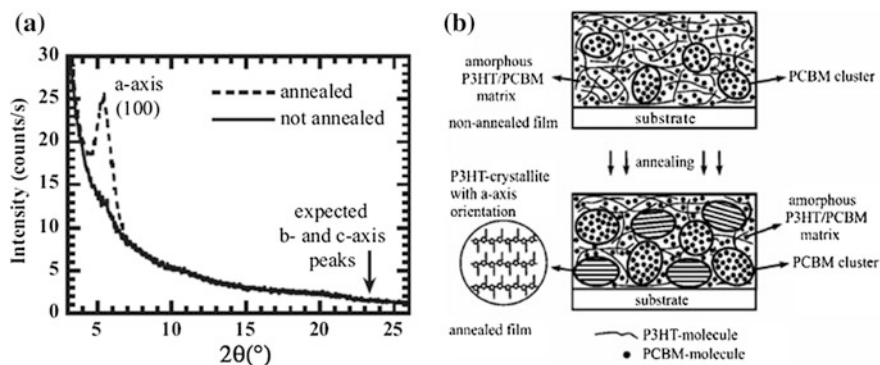 (a)
30
25
20
15
10
5
0
Intensity (counts/s)
a-axis
(100)
annealed
not annealed
expected
b- and c-axis
peaks
5
10
15
20
25
2θ(°)
(b)
amorphous
P3HT/PCBM
matrix
non-annealed film
PCBM cluster
substrate
annealing
P3HT-crystallite
with a-axis
orientation
amorphous
P3HT/PCBM
matrix
PCBM cluster
substrate
annealed film
P3HT-molecule
PCBM-molecule